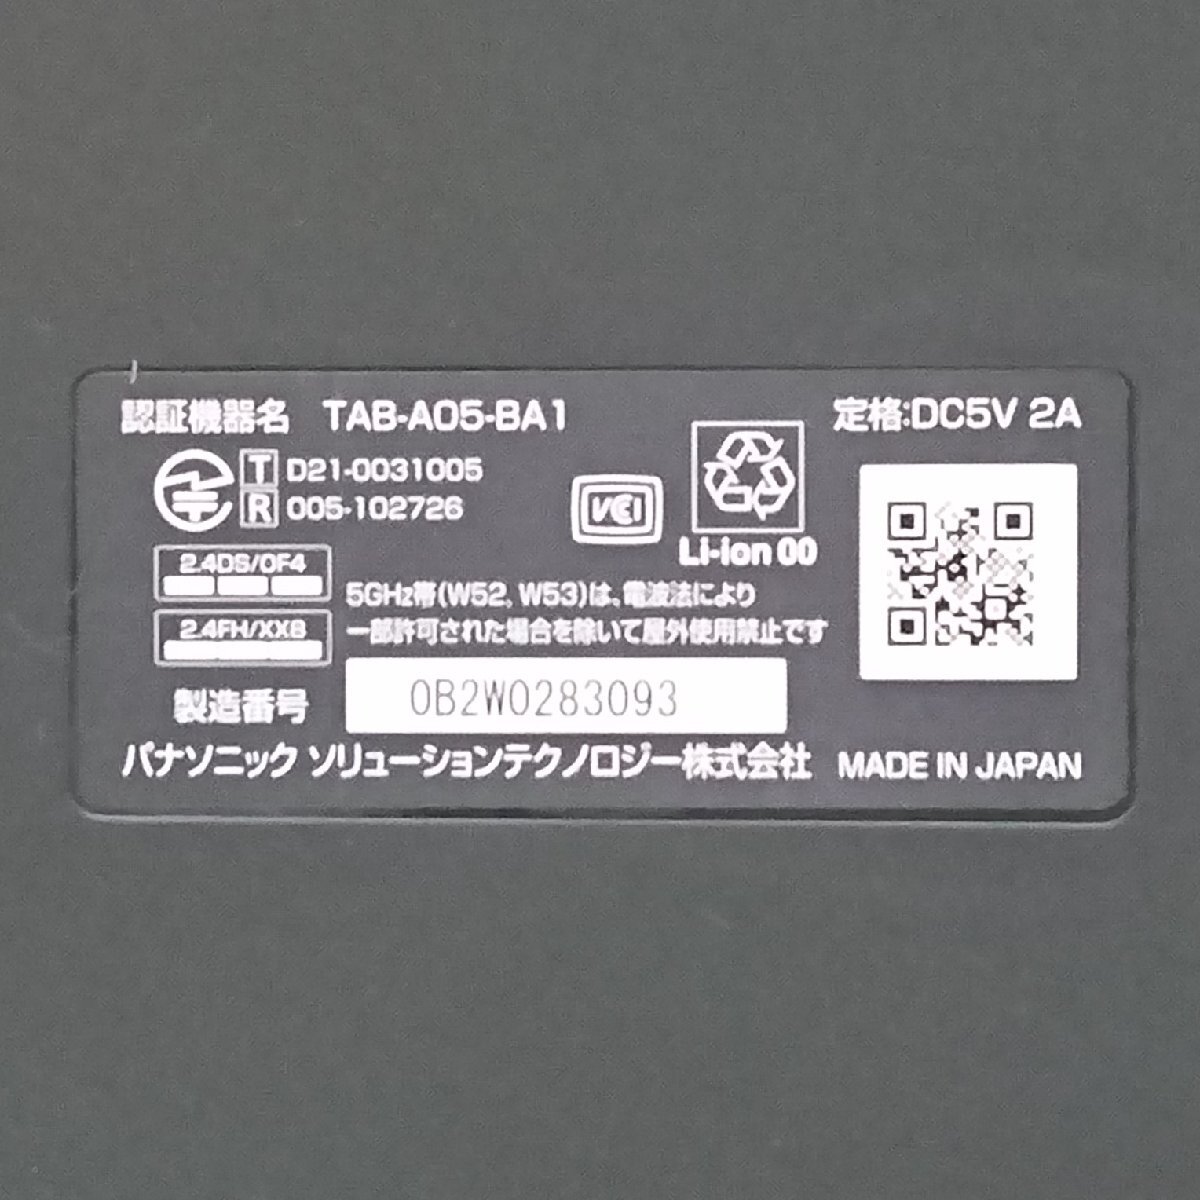 認証機器名 TAB-A05-BA1
定格:DC5V 2A
T D21-0031005
R 005-102726
VCI
Li-ion 00
2.4DS/OF4
2.4FH/XX8
5GHz帯(W52, W53)は、電波法により
一部許可された場合を除いて屋外使用禁止です
製造番号 0B2W0283093
パナソニック ソリューションテクノロジー株式会社
MADE IN JAPAN